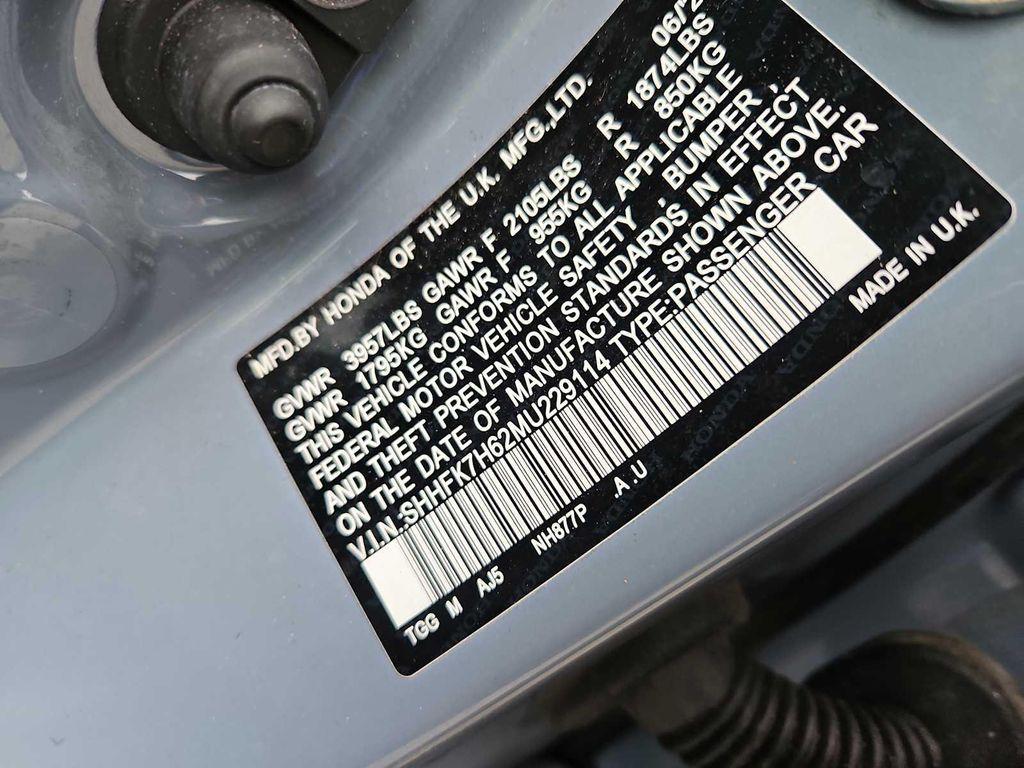 MFD.BY HONDA OF THE U.K. MFG.,LTD. 06/2
GVWR 3957LBS GAWR F 2105LBS R 1874LBS
GVWR 1795KG GAWR F 955KG R 850KG
THIS VEHICLE CONFORMS TO ALL APPLICABLE
FEDERAL MOTOR VEHICLE SAFETY , BUMPER ,
AND THEFT PREVENTION STANDARDS IN EFFECT
ON THE DATE OF MANUFACTURE SHOWN ABOVE.
V.I.N.:SHHFK7H62MU229114 TYPE:PASSENGER CAR
TGG M AJ5 NH877P .A .U MADE IN U.K.